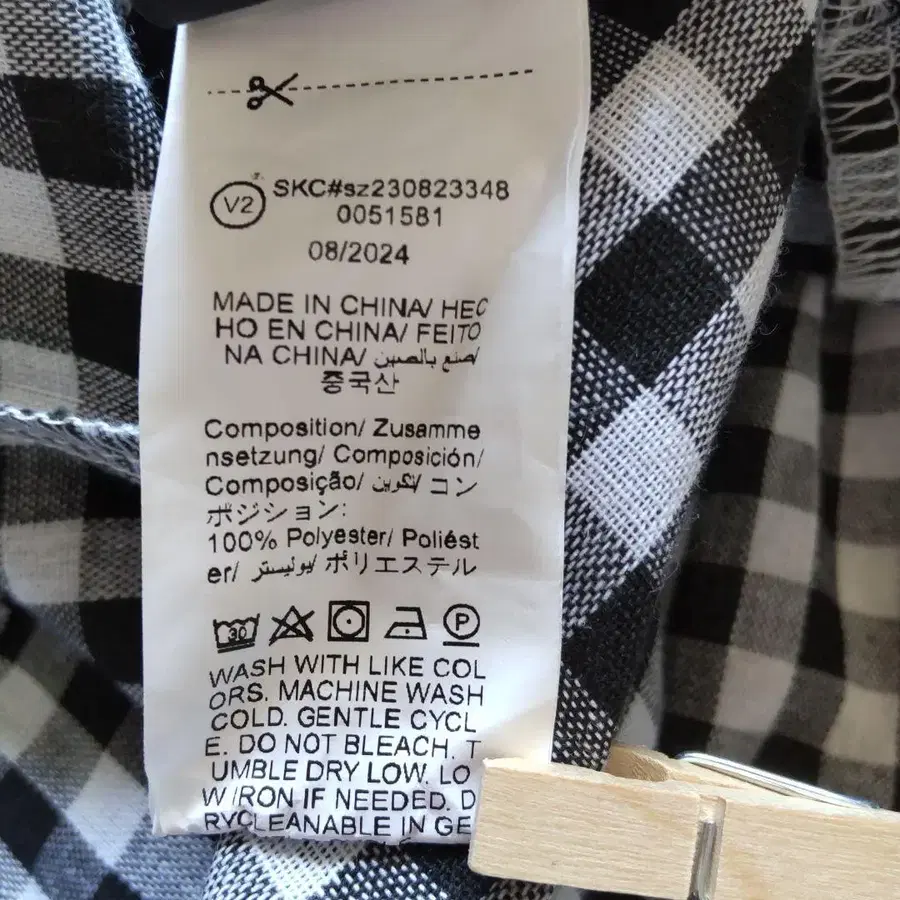 V2
SKC#sz230823348
0051581
08/2024
MADE IN CHINA/ HEC
HO EN CHINA/ FEITO
NA CHINA/ صنع بالصين/
중국산
Composition/ Zusamme
nsetzung/ Composición/
Composição/ تكوين/ コン
ポジション:
100% Polyester/ Poliést
er/ بوليستر/ ポリエステル
30 P
WASH WITH LIKE COL
ORS. MACHINE WASH
COLD. GENTLE CYCL
E. DO NOT BLEACH. T
UMBLE DRY LOW. LO
W IRON IF NEEDED. D
RYCLEANABLE IN GE